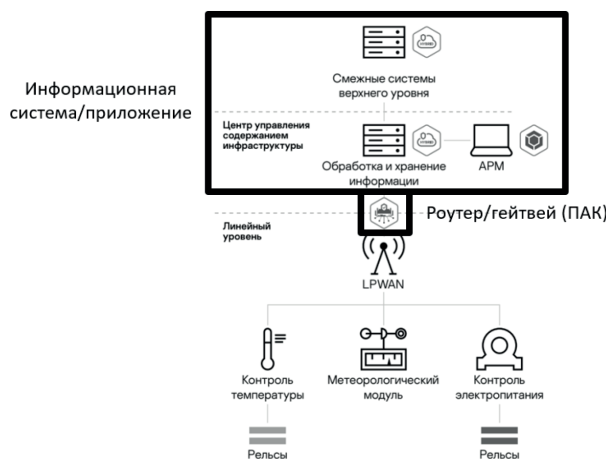 Информационная
система/приложение
Смежные системы
верхнего уровня
Центр управления
содержанием
инфраструктуры
Обработка и хранение
информации
АРМ
Роутер/гейтвей (ПАК)
Линейный
уровень
LPWAN
Контроль
температуры
Метеорологический
модуль
Контроль
электропитания
Рельсы
Рельсы